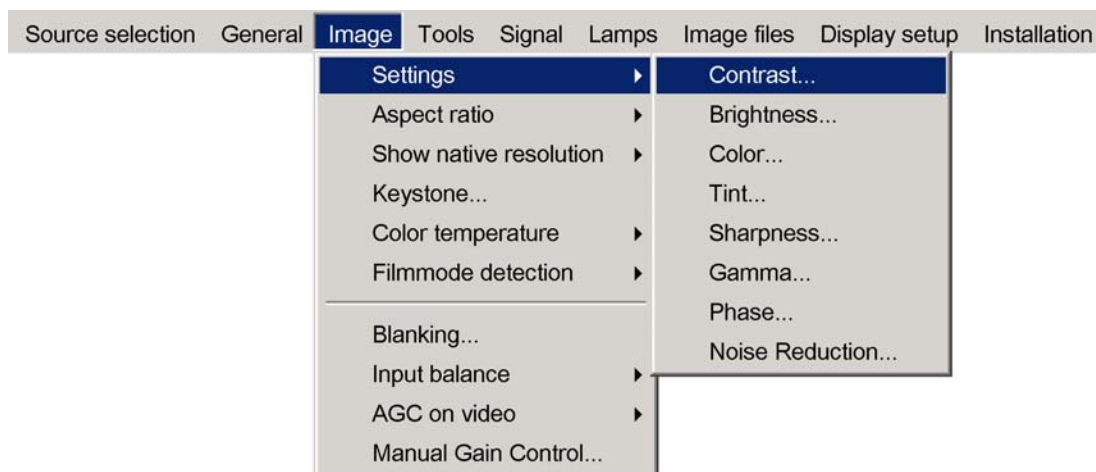 Source selection General Image Tools Signal Lamps Image files Display setup Installation
Settings
Aspect ratio
Show native resolution
Keystone...
Color temperature
Filmmode detection
Blanking...
Input balance
AGC on video
Manual Gain Control...
Contrast...
Brightness...
Color...
Tint...
Sharpness...
Gamma...
Phase...
Noise Reduction...